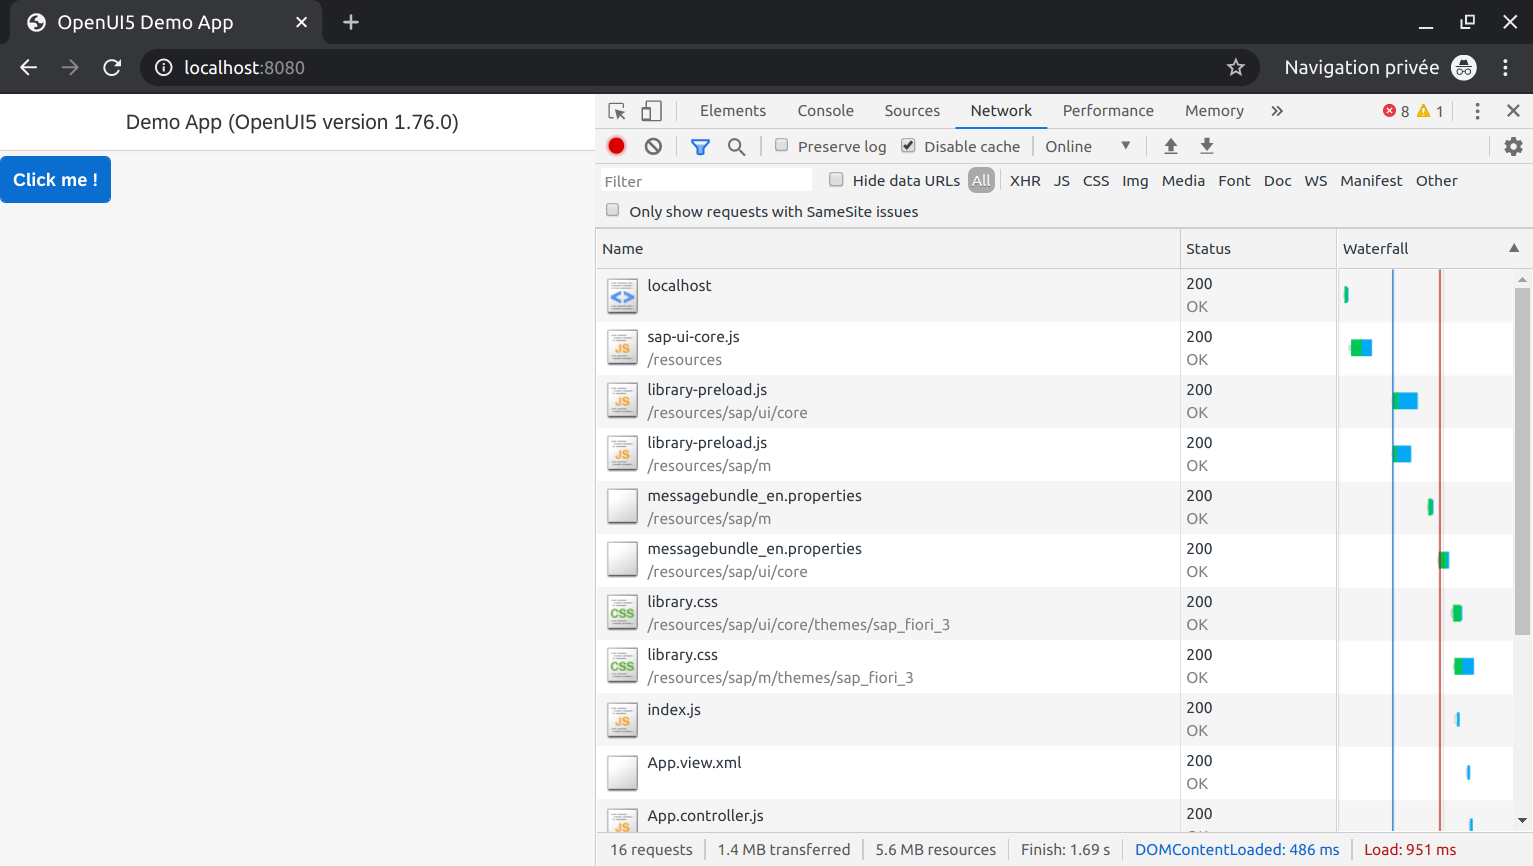 OpenUI5 Demo App
localhost:8080
Navigation privée
Demo App (OpenUI5 version 1.76.0)
Click me !
Elements Console Sources Network Performance Memory 8 1
Preserve log Disable cache Online
Filter Hide data URLs All XHR JS CSS Img Media Font Doc WS Manifest Other
Only show requests with SameSite issues
Name Status Waterfall
localhost 200
OK
sap-ui-core.js 200
/resources OK
library-preload.js 200
/resources/sap/ui/core OK
library-preload.js 200
/resources/sap/m OK
messagebundle_en.properties 200
/resources/sap/m OK
messagebundle_en.properties 200
/resources/sap/ui/core OK
library.css 200
/resources/sap/ui/core/themes/sap_fiori_3 OK
library.css 200
/resources/sap/m/themes/sap_fiori_3 OK
index.js 200
OK
App.view.xml 200
OK
App.controller.js 200
16 requests 1.4 MB transferred 5.6 MB resources Finish: 1.69 s DOMContentLoaded: 486 ms Load: 951 ms